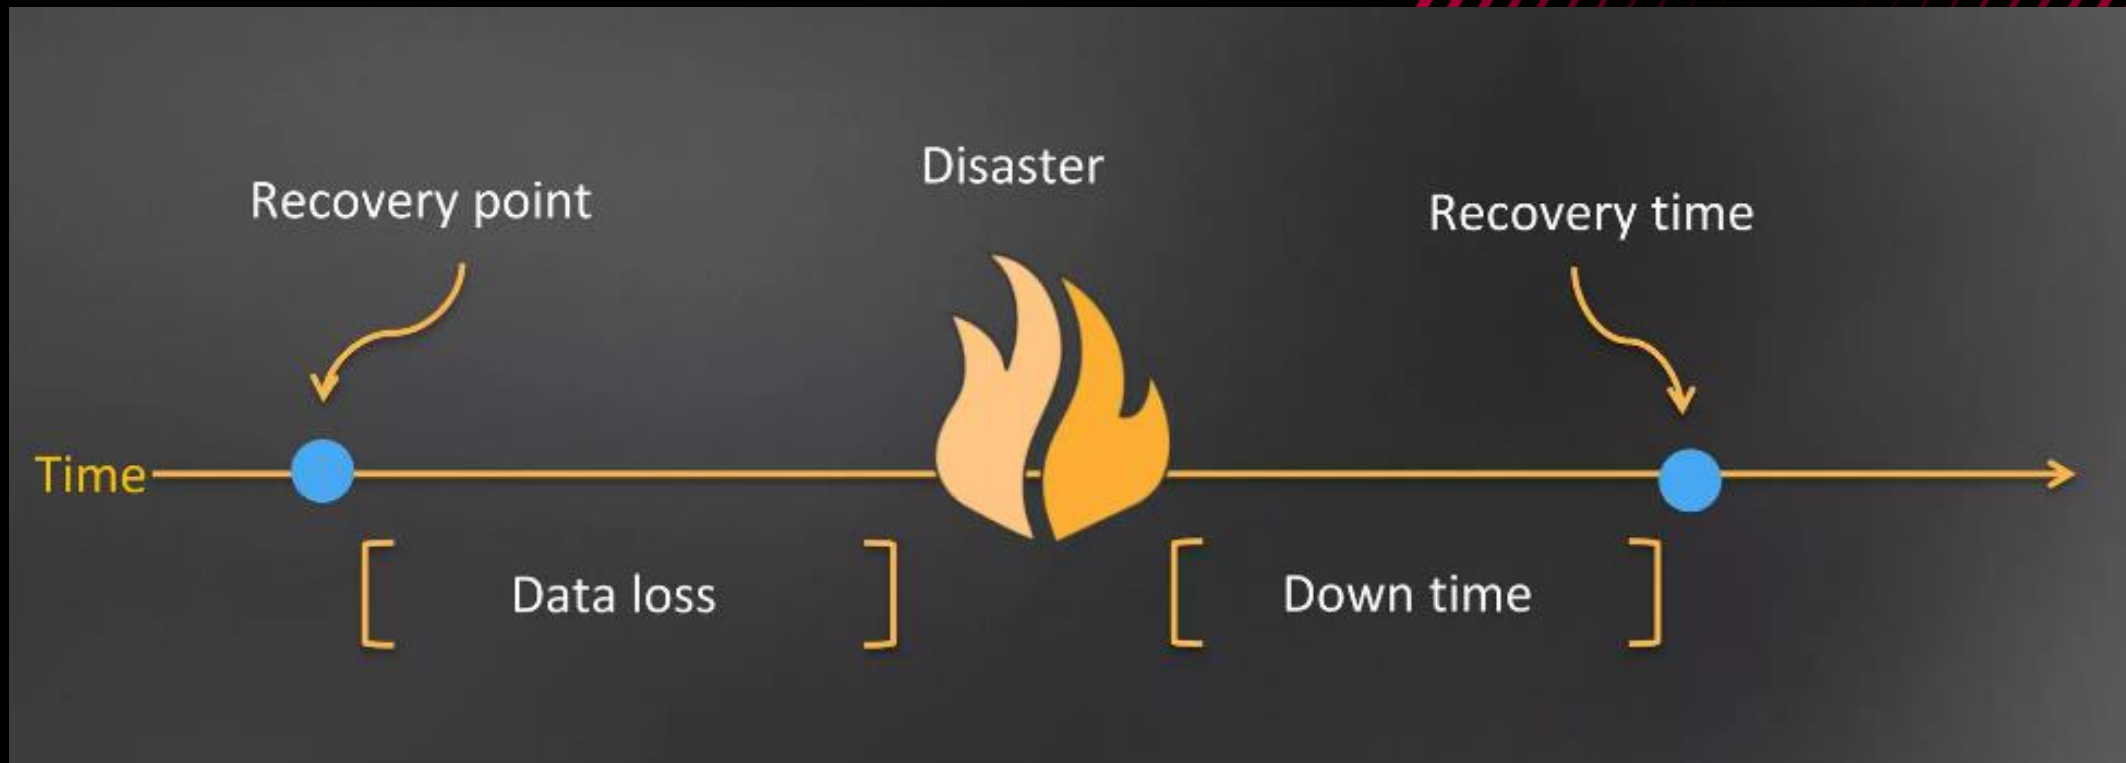 Disaster
Recovery point
Recovery time
Time
Data loss
Down time